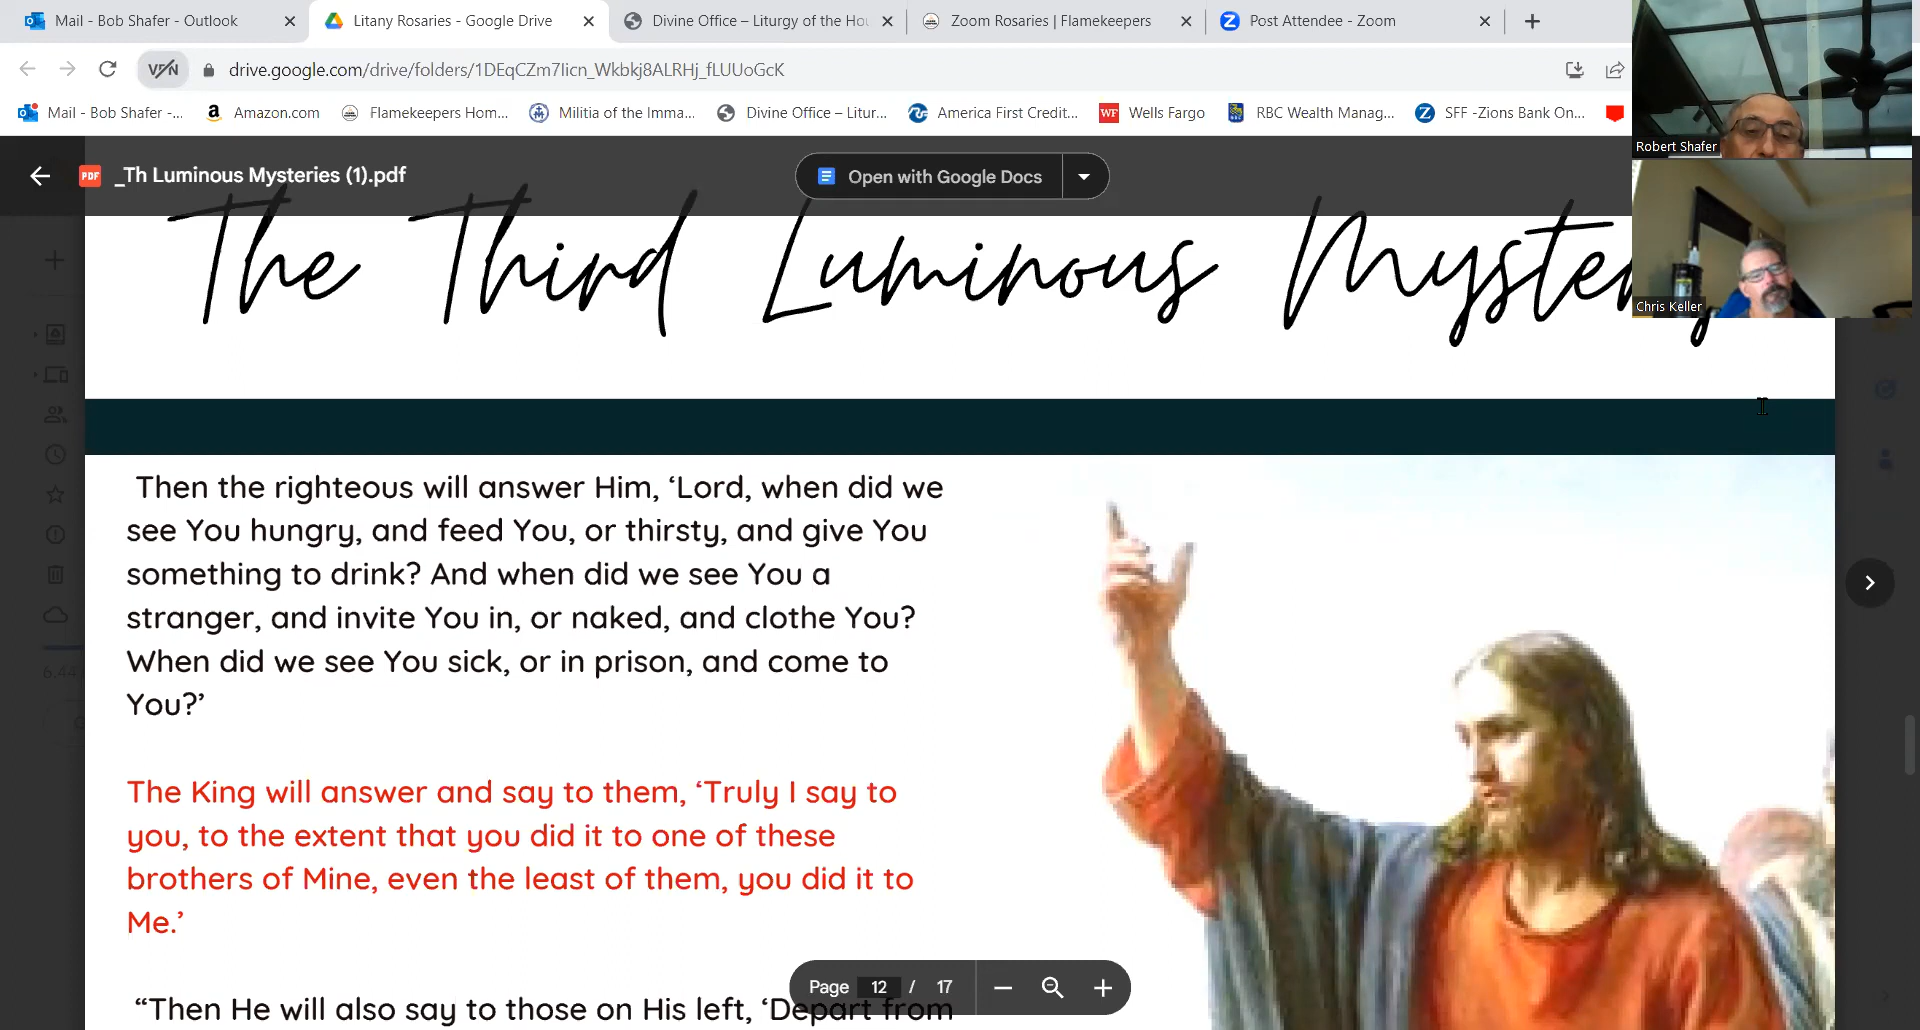 Mail - Bob Shafer - Outlook
Litany Rosaries - Google Drive
Divine Office – Liturgy of the Hou
Zoom Rosaries | Flamekeepers
Post Attendee - Zoom
VPN
drive.google.com/drive/folders/1DEqCZm7Iicn_Wkbkj8ALRHj_fLUUoGcK
Mail - Bob Shafer -...
Amazon.com
Flamekeepers Hom...
Militia of the Imma...
Divine Office – Litur...
America First Credit...
WF Wells Fargo
RBC Wealth Manag...
SFF -Zions Bank On...
Robert Shafer
PDF _Th Luminous Mysteries (1).pdf
Open with Google Docs
Chris Keller
The Third Luminous Mystery
Then the righteous will answer Him, ‘Lord, when did we
see You hungry, and feed You, or thirsty, and give You
something to drink? And when did we see You a
stranger, and invite You in, or naked, and clothe You?
When did we see You sick, or in prison, and come to
You?’
6.44
The King will answer and say to them, ‘Truly I say to
you, to the extent that you did it to one of these
brothers of Mine, even the least of them, you did it to
Me.’
“Then He will also say to those on His left, ‘Depart from
Page 12 / 17